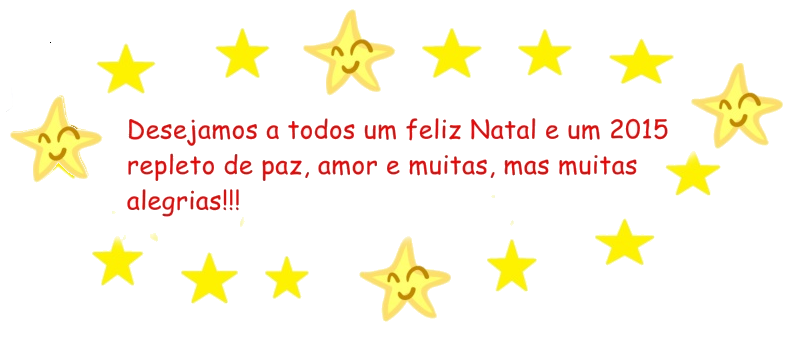 Desejamos a todos um feliz Natal e um 2015
repleto de paz, amor e muitas, mas muitas
alegrias!!!